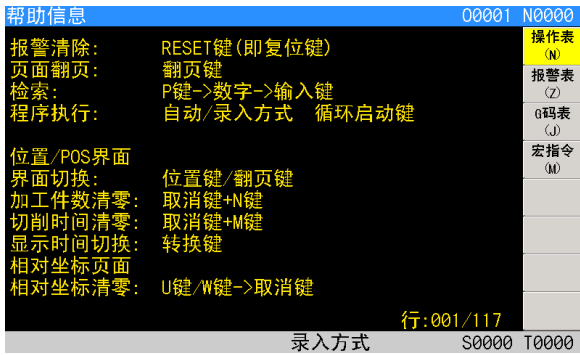 帮助信息 O0001 N0000
报警清除: RESET键(即复位键)
页面翻页: 翻页键
检索: P键->数字->输入键
程序执行: 自动/录入方式 循环启动键
位置/POS界面
界面切换: 位置键/翻页键
加工件数清零: 取消键+N键
切削时间清零: 取消键+M键
显示时间切换: 转换键
相对坐标页面
相对坐标清零: U键/W键->取消键
行:001/117
录入方式 S0000 T0000
操作表
(N)
报警表
(Z)
G码表
(J)
宏指令
(M)